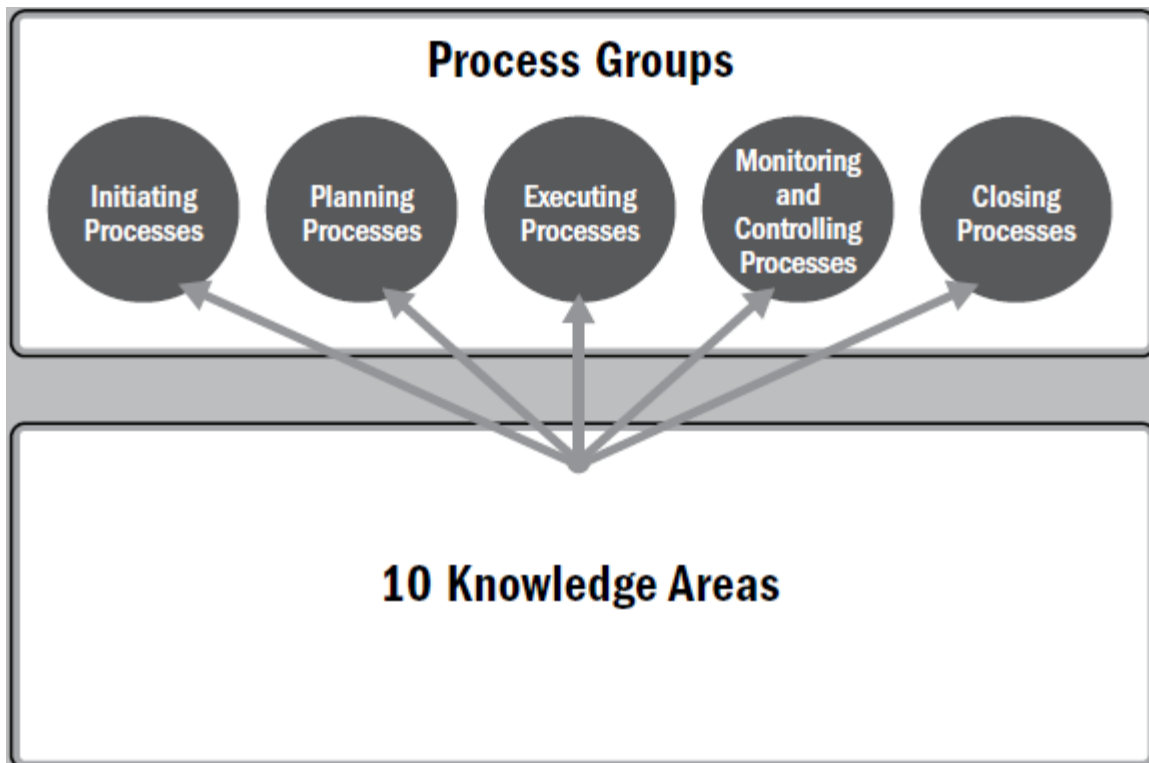 Process Groups
Initiating
Processes
Planning
Processes
Executing
Processes
Monitoring
and
Controlling
Processes
Closing
Processes
10 Knowledge Areas